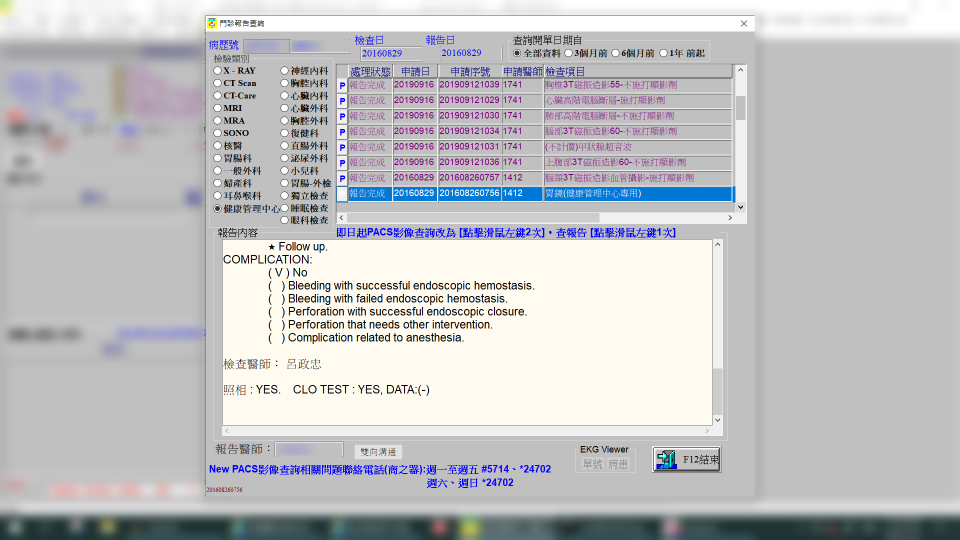 門診報告查詢
病歷號
檢查日
20160829
報告日
20160829
查詢開單日期自
全部資料 3個月前 6個月前 1年 前起
檢驗類別
X - RAY 神經內科
CT Scan 胸腔內科
CT-Care 心臟內科
MRI 心臟外科
MRA 胸腔外科
SONO 復健科
核醫 直腸外科
胃腸科 泌尿外科
一般外科 小兒科
婦產科 胃腸-外檢
耳鼻喉科 獨立檢查
健康管理中心 睡眠檢查
眼科檢查
處理狀態 申請日 申請序號 申請醫師 檢查項目
P 報告完成 20190916 201909121039 1741 胸椎3T磁振造影55-不施打顯影劑
P 報告完成 20190916 201909121029 1741 心臟高階電腦斷層-施打顯影劑
P 報告完成 20190916 201909121030 1741 肺部高階電腦斷層-不施打顯影劑
P 報告完成 20190916 201909121034 1741 腦部3T磁振造影60-不施打顯影劑
P 報告完成 20190916 201909121031 1741 (不計價)甲狀腺超音波
P 報告完成 20190916 201909121036 1741 上腹部3T磁振造影60-不施打顯影劑
P 報告完成 20160829 201608260757 1412 腦頸3T磁振造影血管攝影-施打顯影劑
報告完成 20160829 201608260756 1412 胃鏡(健康管理中心專用)
報告內容
即日起PACS影像查詢改為 [點擊滑鼠左鍵2次]‧查報告 [點擊滑鼠左鍵1次]
★ Follow up.
COMPLICATION:
( V ) No
( ) Bleeding with successful endoscopic hemostasis.
( ) Bleeding with failed endoscopic hemostasis.
( ) Perforation with successful endoscopic closure.
( ) Perforation that needs other intervention.
( ) Complication related to anesthesia.
檢查醫師： 呂政忠
照相 : YES. CLO TEST : YES, DATA:(-)
報告醫師：
雙向溝通
EKG Viewer
單號 病患
F12結束
New PACS影像查詢相關問題聯絡電話(商之器):週一至週五 #5714、*24702
週六、週日 *24702
201608260756